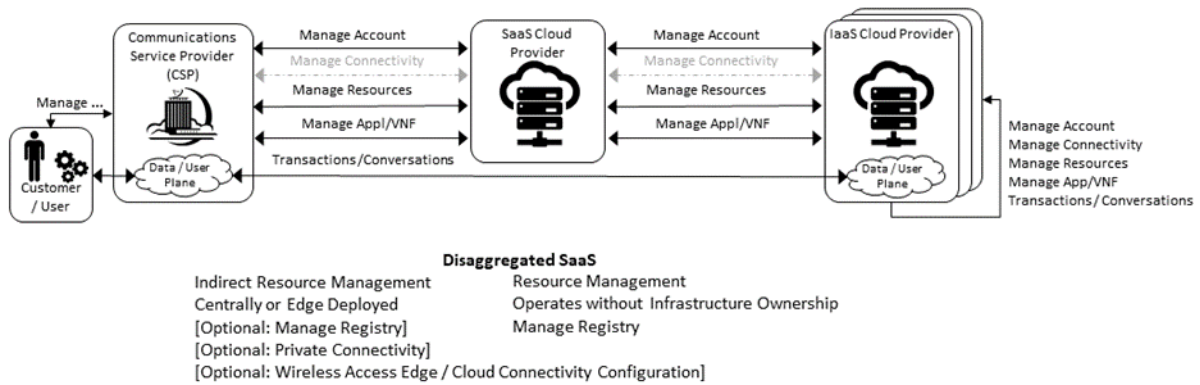 Communications
Service Provider
(CSP)
Manage ...
Customer
/ User
Data / User
Plane
Manage Account
Manage Connectivity
Manage Resources
Manage Appl/VNF
Transactions/Conversations
SaaS Cloud
Provider
Manage Account
Manage Connectivity
Manage Resources
Manage Appl/VNF
IaaS Cloud Provider
Data / User
Plane
Manage Account
Manage Connectivity
Manage Resources
Manage App/VNF
Transactions/Conversations
Disaggregated SaaS
Indirect Resource Management
Centrally or Edge Deployed
[Optional: Manage Registry]
[Optional: Private Connectivity]
[Optional: Wireless Access Edge / Cloud Connectivity Configuration]
Resource Management
Operates without Infrastructure Ownership
Manage Registry